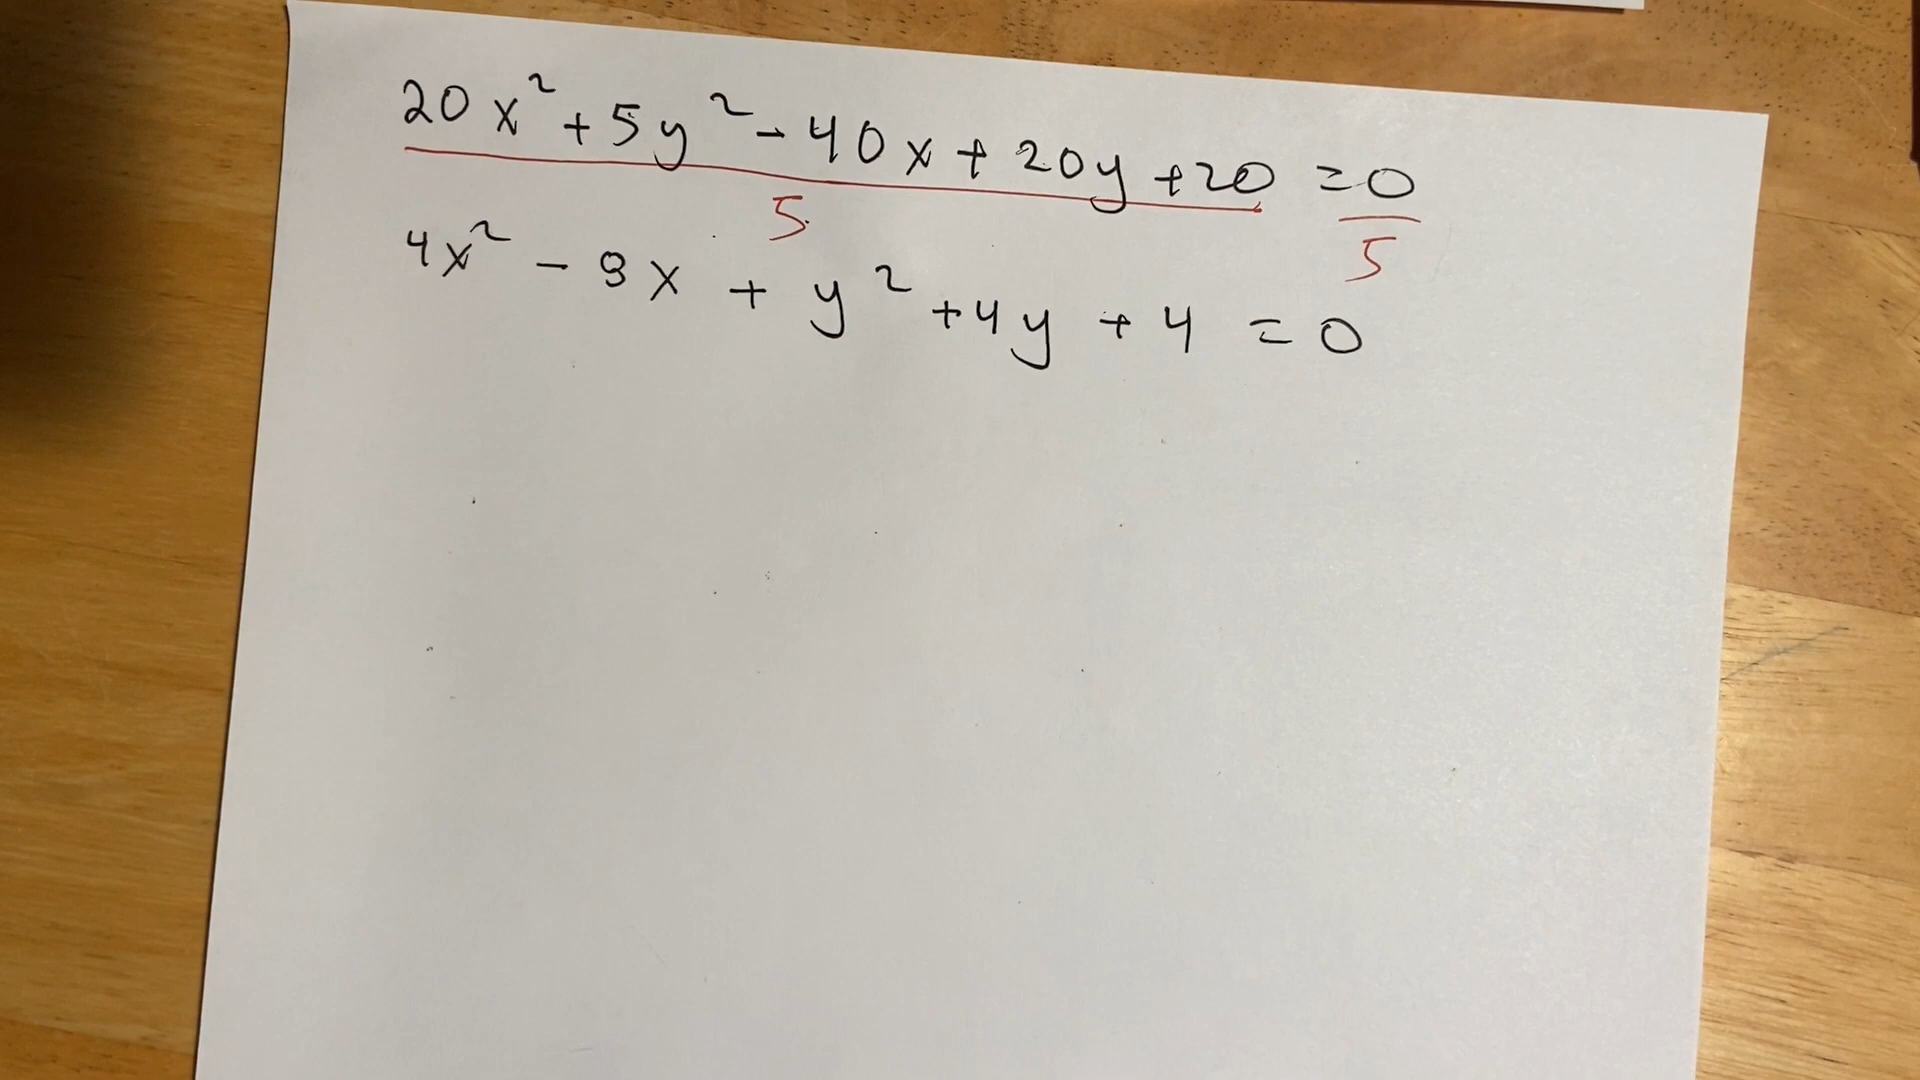 20x² + 5y² - 40x + 20y + 20 = 0
5 5
4x² - 8x + y² + 4y + 4 = 0